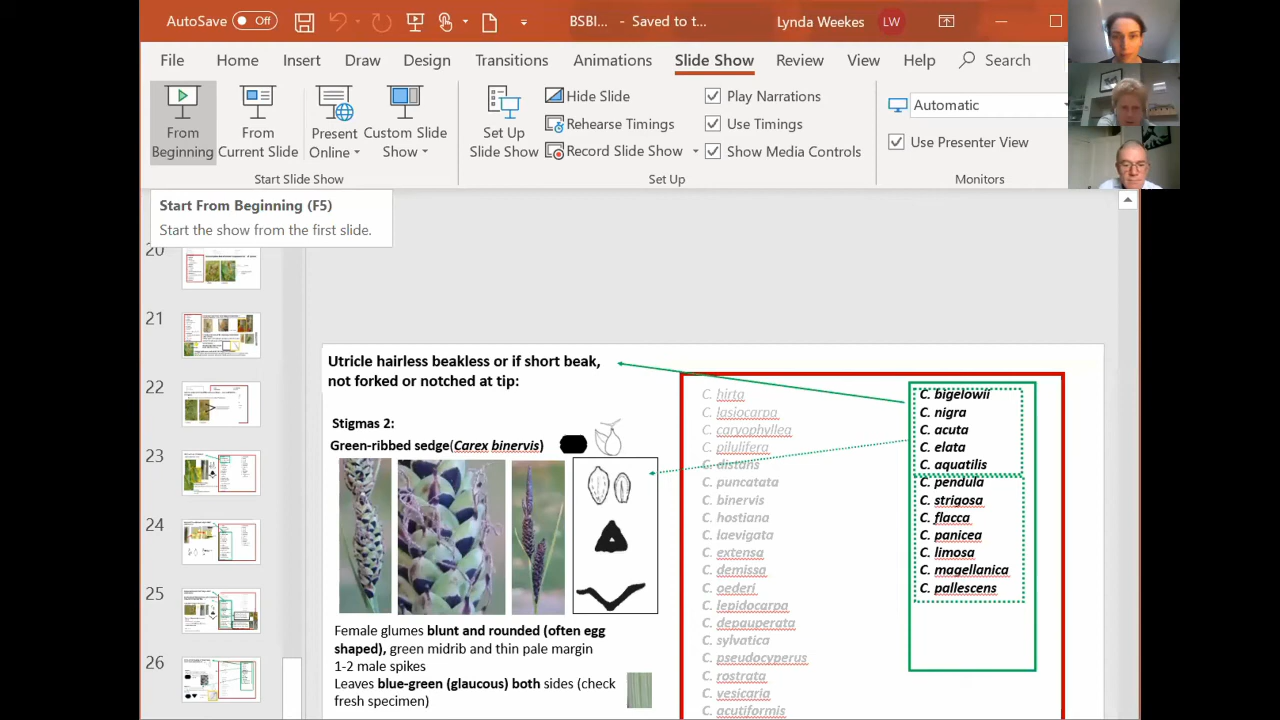 AutoSave Off BSBI... - Saved to t... Lynda Weekes LW
File Home Insert Draw Design Transitions Animations Slide Show Review View Help Search
From Beginning
From Current Slide
Present Online
Custom Slide Show
Start Slide Show
Set Up Slide Show
Hide Slide
Rehearse Timings
Record Slide Show
Play Narrations
Use Timings
Show Media Controls
Set Up
Automatic
Use Presenter View
Monitors
Start From Beginning (F5)
Start the show from the first slide.
20
21
22
23
24
25
26
Utricle hairless beakless or if short beak,
not forked or notched at tip:
Stigmas 2:
Green-ribbed sedge(Carex binervis)
Female glumes blunt and rounded (often egg
shaped), green midrib and thin pale margin
1-2 male spikes
Leaves blue-green (glaucous) both sides (check
fresh specimen)
C. hirta
C. lasiocarpa
C. caryophyllea
C. pilulifera
C. distans
C. puncatata
C. binervis
C. hostiana
C. laevigata
C. extensa
C. demissa
C. oederi
C. lepidocarpa
C. depauperata
C. sylvatica
C. pseudocyperus
C. rostrata
C. vesicaria
C. acutiformis
C. bigelowii
C. nigra
C. acuta
C. elata
C. aquatilis
C. pendula
C. strigosa
C. flacca
C. panicea
C. limosa
C. magellanica
C. pallescens